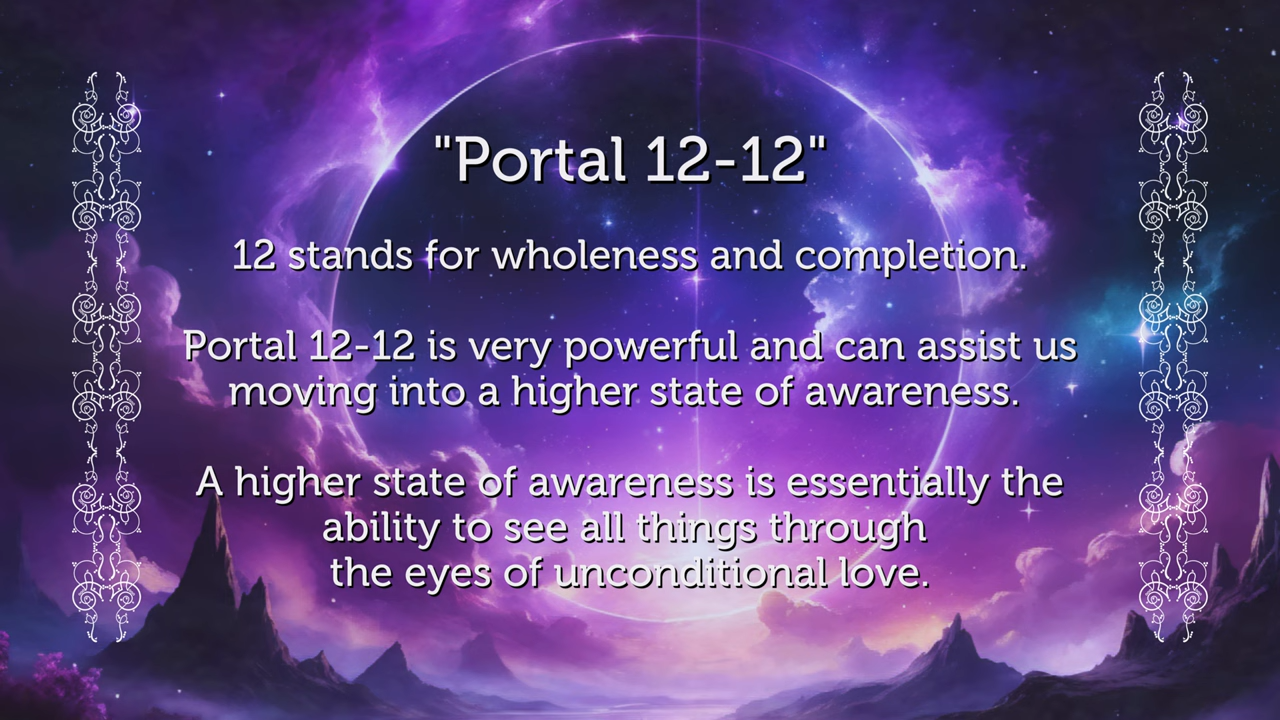 "Portal 12-12"
12 stands for wholeness and completion.
Portal 12-12 is very powerful and can assist us
moving into a higher state of awareness.
A higher state of awareness is essentially the
ability to see all things through
the eyes of unconditional love.